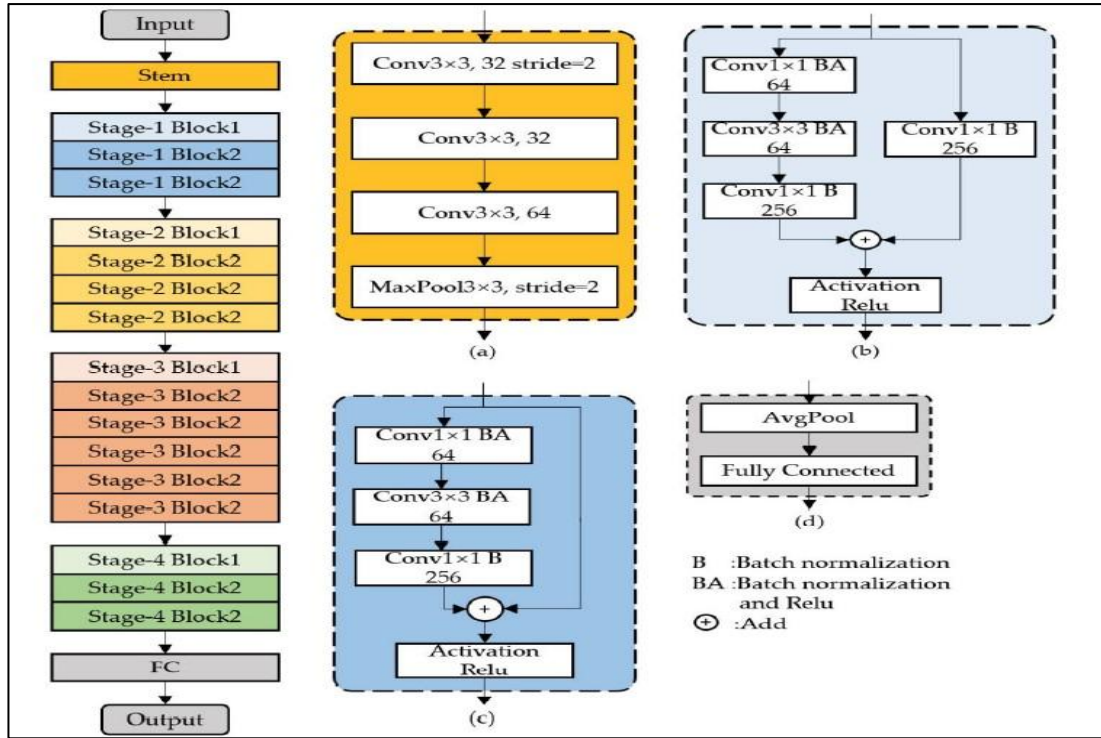 Input
Stem
Stage-1 Block1
Stage-1 Block2
Stage-1 Block2
Stage-2 Block1
Stage-2 Block2
Stage-2 Block2
Stage-2 Block2
Stage-3 Block1
Stage-3 Block2
Stage-3 Block2
Stage-3 Block2
Stage-3 Block2
Stage-3 Block2
Stage-4 Block1
Stage-4 Block2
Stage-4 Block2
FC
Output
Conv3×3, 32 stride=2
Conv3×3, 32
Conv3×3, 64
MaxPool3×3, stride=2
(a)
Conv1×1 BA
64
Conv3×3 BA
64
Conv1×1 B
256
Conv1×1 B
256
+
Activation
Relu
(b)
Conv1×1 BA
64
Conv3×3 BA
64
Conv1×1 B
256
+
Activation
Relu
(c)
AvgPool
Fully Connected
(d)
B :Batch normalization
BA :Batch normalization
and Relu
+ :Add